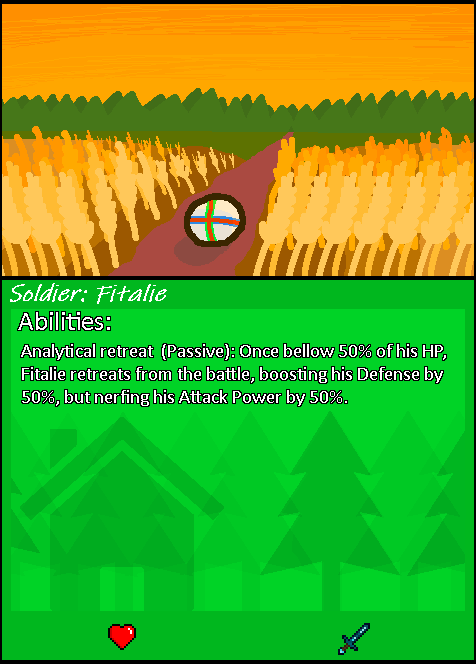 Soldier: Fitalie
Abilities:
Analytical retreat (Passive): Once bellow 50% of his HP,
Fitalie retreats from the battle, boosting his Defense by
50%, but nerfing his Attack Power by 50%.